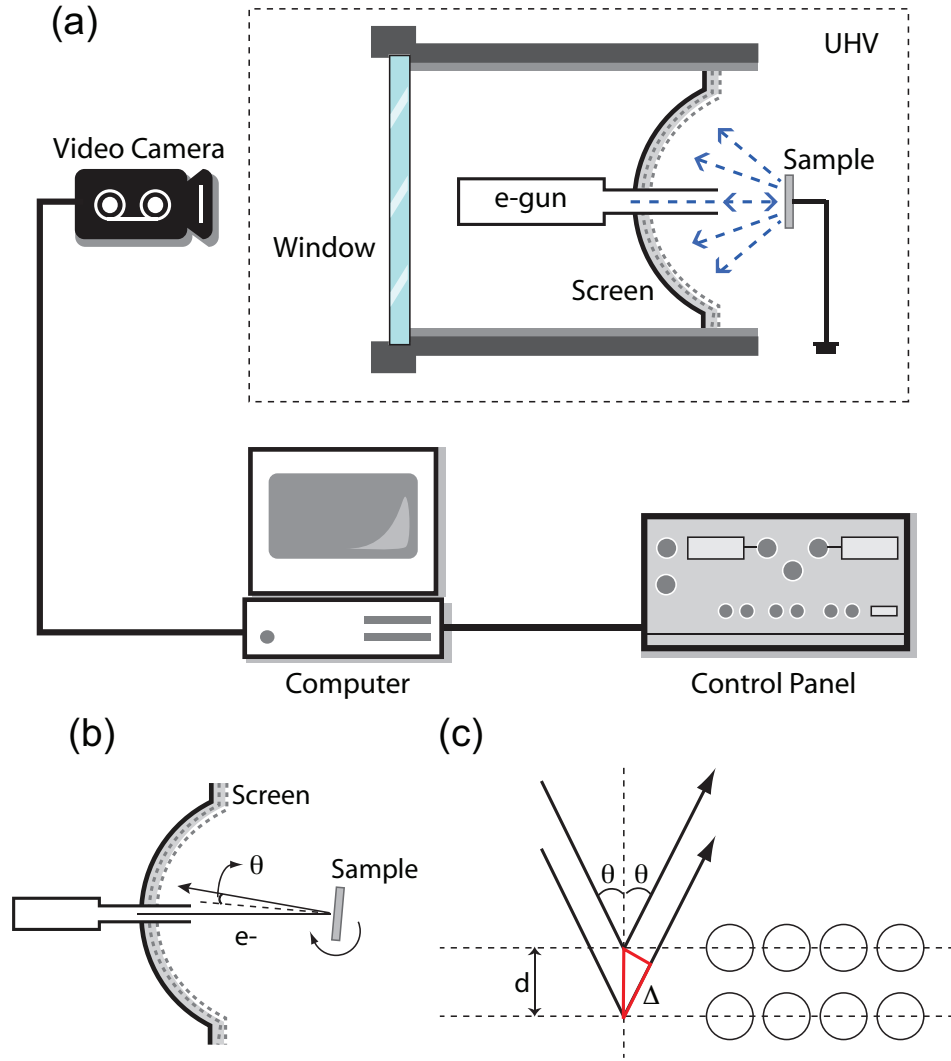 (a)
UHV
Video Camera
Sample
e-gun
Window
Screen
Computer
Control Panel
(b)
(c)
Screen
θ
Sample
e-
θ θ
d
Δ